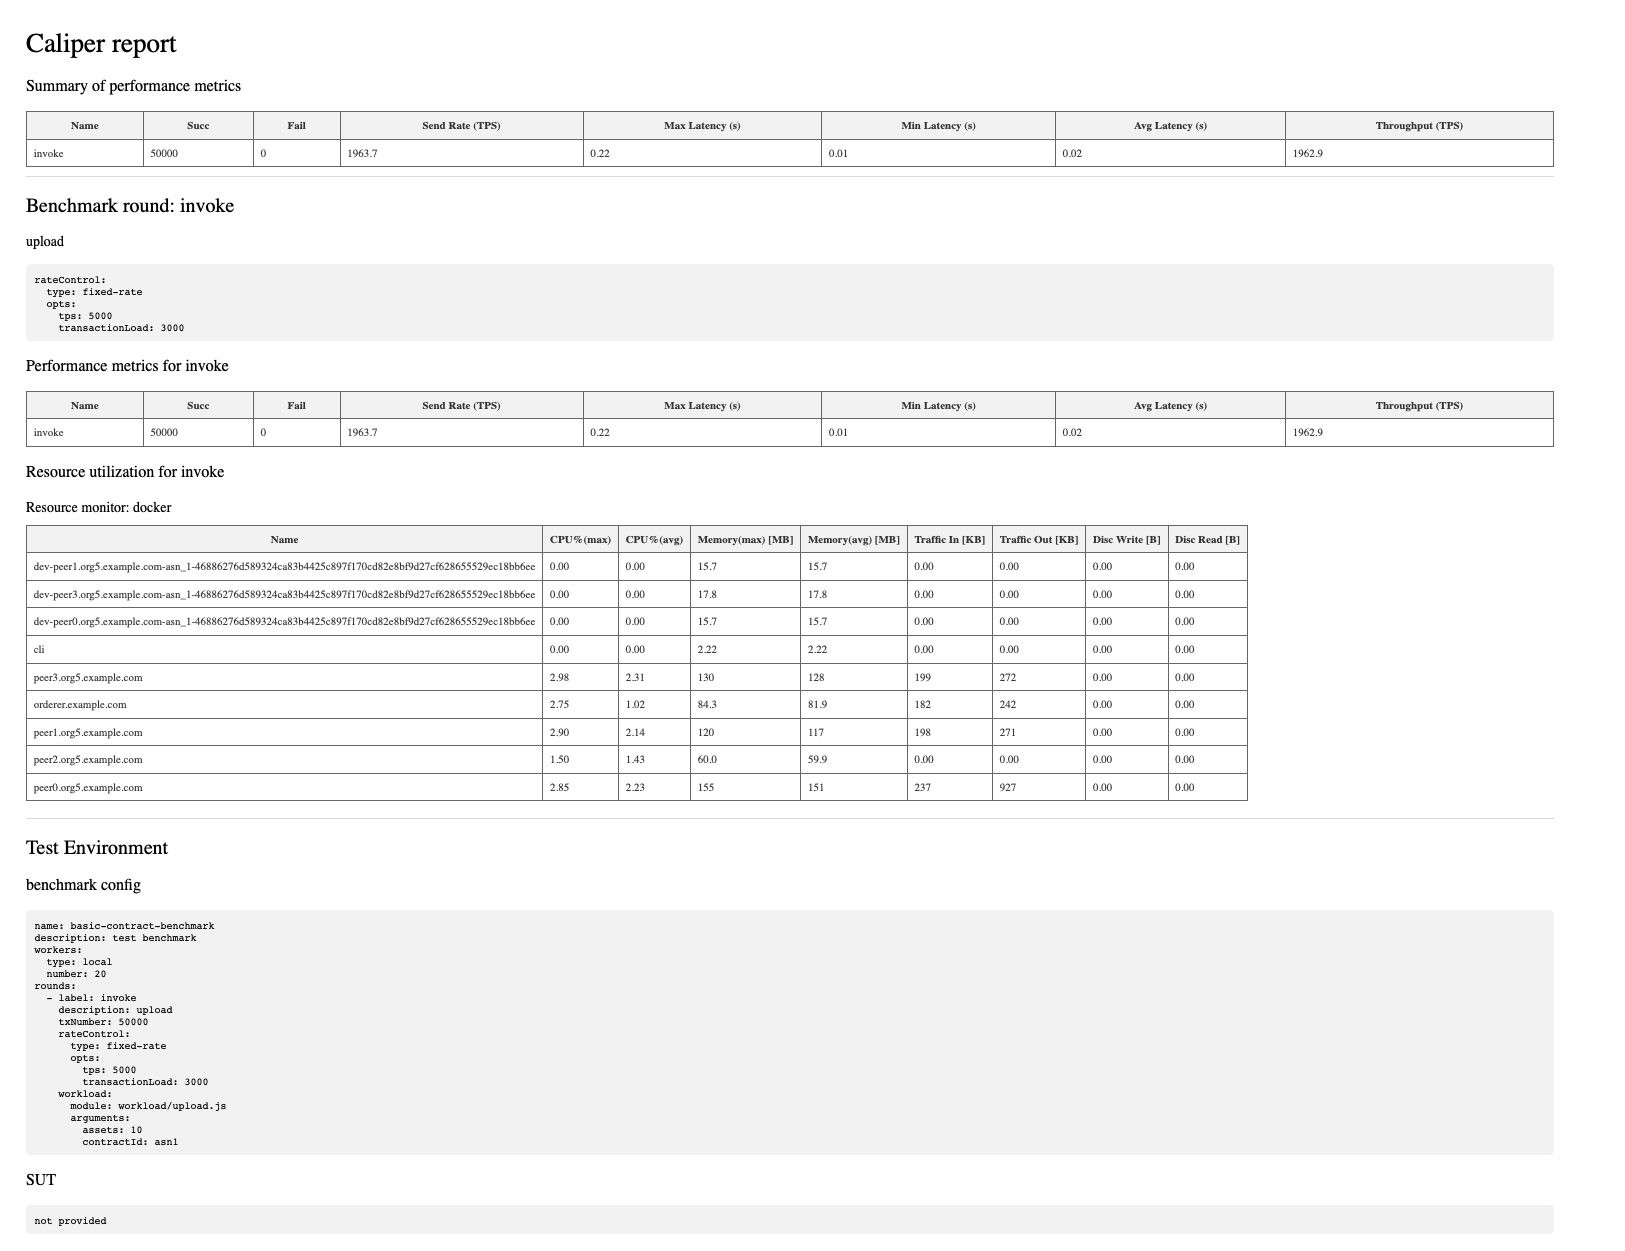 Caliper report
Summary of performance metrics
Name Succ Fail Send Rate (TPS) Max Latency (s) Min Latency (s) Avg Latency (s) Throughput (TPS)
invoke 50000 0 1963.7 0.22 0.01 0.02 1962.9
Benchmark round: invoke
upload
rateControl:
  type: fixed-rate
  opts:
    tps: 5000
    transactionLoad: 3000
Performance metrics for invoke
Name Succ Fail Send Rate (TPS) Max Latency (s) Min Latency (s) Avg Latency (s) Throughput (TPS)
invoke 50000 0 1963.7 0.22 0.01 0.02 1962.9
Resource utilization for invoke
Resource monitor: docker
Name CPU%(max) CPU%(avg) Memory(max) [MB] Memory(avg) [MB] Traffic In [KB] Traffic Out [KB] Disc Write [B] Disc Read [B]
dev-peer1.org5.example.com-asn_1-46886276d589324ca83b4425c897f170cd82e8bf9d27cf628655529ec18bb6ee 0.00 0.00 15.7 15.7 0.00 0.00 0.00 0.00
dev-peer3.org5.example.com-asn_1-46886276d589324ca83b4425c897f170cd82e8bf9d27cf628655529ec18bb6ee 0.00 0.00 17.8 17.8 0.00 0.00 0.00 0.00
dev-peer0.org5.example.com-asn_1-46886276d589324ca83b4425c897f170cd82e8bf9d27cf628655529ec18bb6ee 0.00 0.00 15.7 15.7 0.00 0.00 0.00 0.00
cli 0.00 0.00 2.22 2.22 0.00 0.00 0.00 0.00
peer3.org5.example.com 2.98 2.31 130 128 199 272 0.00 0.00
orderer.example.com 2.75 1.02 84.3 81.9 182 242 0.00 0.00
peer1.org5.example.com 2.90 2.14 120 117 198 271 0.00 0.00
peer2.org5.example.com 1.50 1.43 60.0 59.9 0.00 0.00 0.00 0.00
peer0.org5.example.com 2.85 2.23 155 151 237 927 0.00 0.00
Test Environment
benchmark config
name: basic-contract-benchmark
description: test benchmark
workers:
  type: local
  number: 20
rounds:
  - label: invoke
    description: upload
    txNumber: 50000
    rateControl:
      type: fixed-rate
      opts:
        tps: 5000
        transactionLoad: 3000
    workload:
      module: workload/upload.js
      arguments:
        assets: 10
        contractId: asn1
SUT
not provided